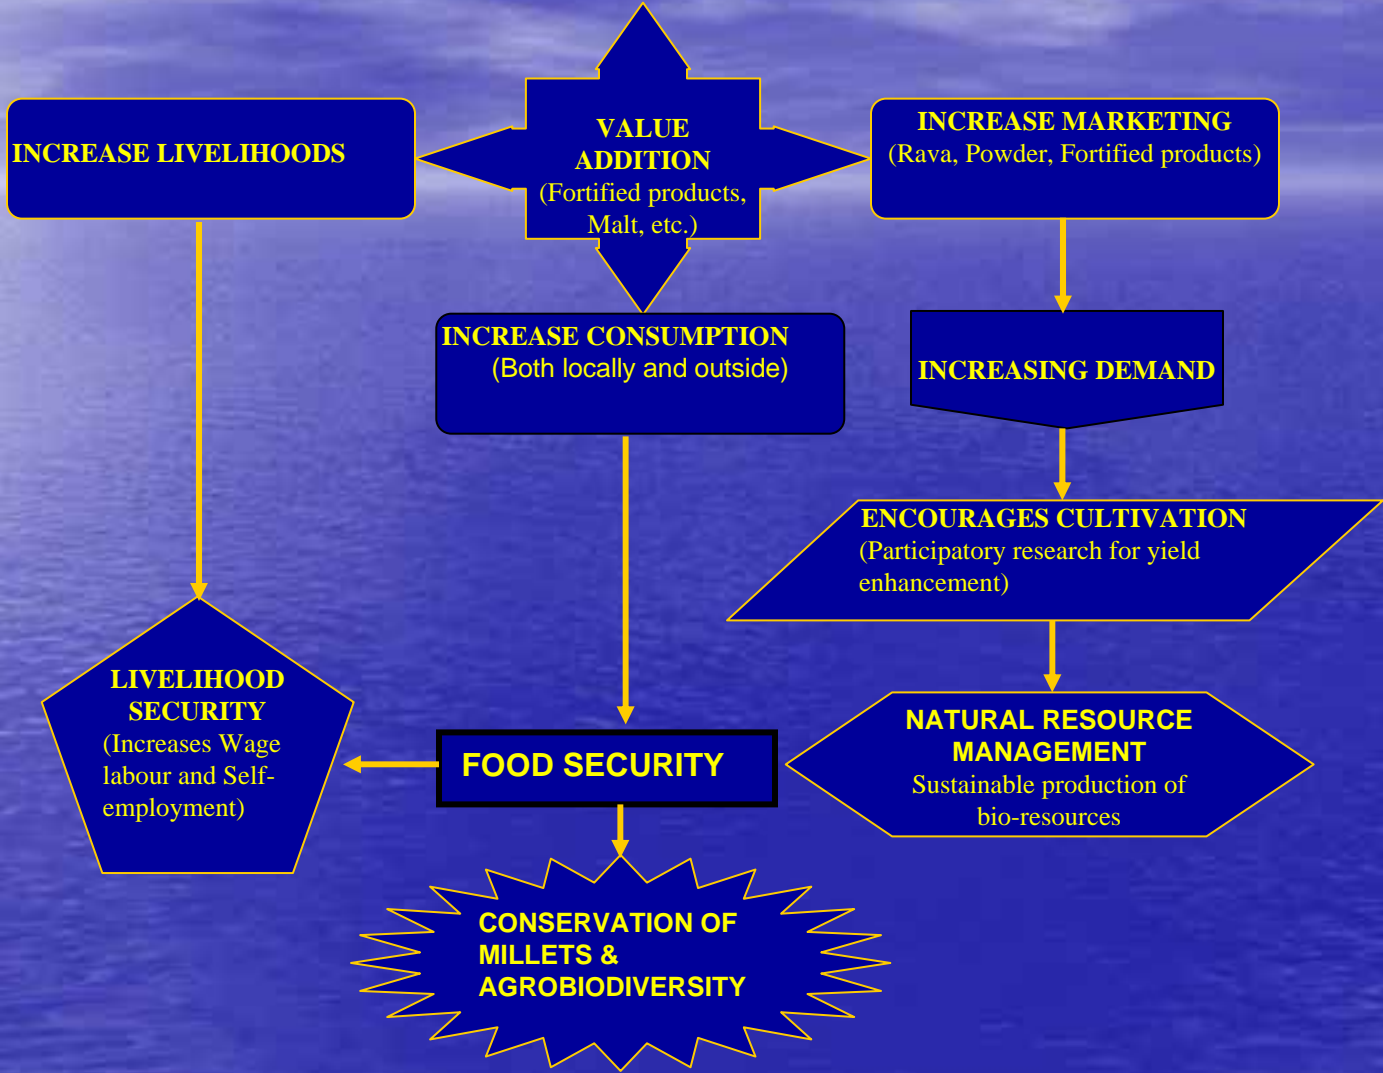 INCREASE LIVELIHOODS
VALUE
ADDITION
(Fortified products,
Malt, etc.)
INCREASE MARKETING
(Rava, Powder, Fortified products)
INCREASE CONSUMPTION
(Both locally and outside)
INCREASING DEMAND
ENCOURAGES CULTIVATION
(Participatory research for yield
enhancement)
LIVELIHOOD
SECURITY
(Increases Wage
labour and Self-
employment)
FOOD SECURITY
NATURAL RESOURCE
MANAGEMENT
Sustainable production of
bio-resources
CONSERVATION OF
MILLETS &
AGROBIODIVERSITY